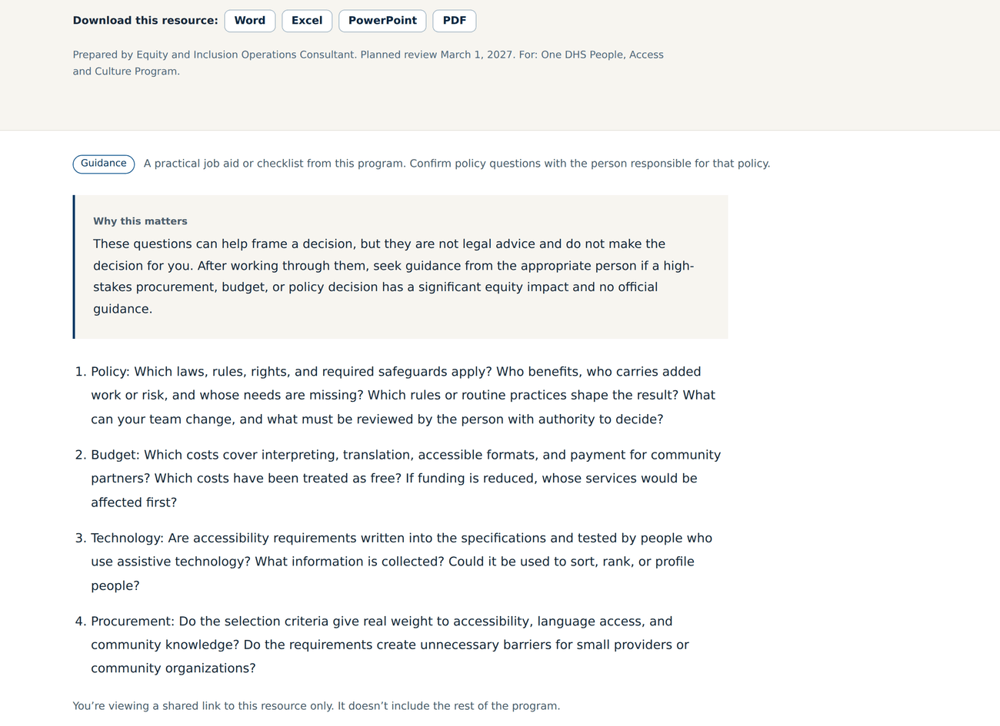 Download this resource: Word Excel PowerPoint PDF
Prepared by Equity and Inclusion Operations Consultant. Planned review March 1, 2027. For: One DHS People, Access
and Culture Program.
Guidance A practical job aid or checklist from this program. Confirm policy questions with the person responsible for that policy.
Why this matters
These questions can help frame a decision, but they are not legal advice and do not make the
decision for you. After working through them, seek guidance from the appropriate person if a high-
stakes procurement, budget, or policy decision has a significant equity impact and no official
guidance.
1. Policy: Which laws, rules, rights, and required safeguards apply? Who benefits, who carries added
work or risk, and whose needs are missing? Which rules or routine practices shape the result? What
can your team change, and what must be reviewed by the person with authority to decide?
2. Budget: Which costs cover interpreting, translation, accessible formats, and payment for community
partners? Which costs have been treated as free? If funding is reduced, whose services would be
affected first?
3. Technology: Are accessibility requirements written into the specifications and tested by people who
use assistive technology? What information is collected? Could it be used to sort, rank, or profile
people?
4. Procurement: Do the selection criteria give real weight to accessibility, language access, and
community knowledge? Do the requirements create unnecessary barriers for small providers or
community organizations?
You’re viewing a shared link to this resource only. It doesn’t include the rest of the program.